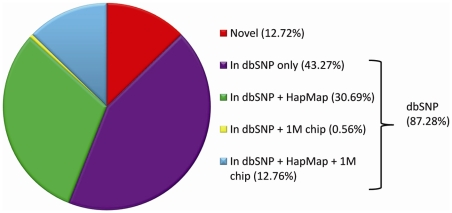 Novel (12.72%)
In dbSNP only (43.27%)
In dbSNP + HapMap (30.69%)
In dbSNP + 1M chip (0.56%)
In dbSNP + HapMap + 1M
chip (12.76%)
dbSNP
(87.28%)